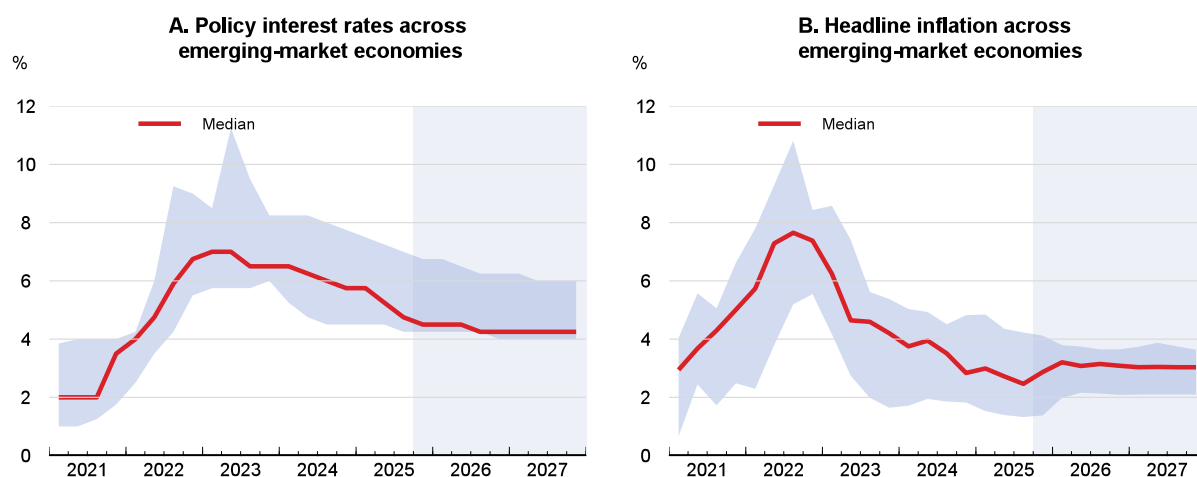 A. Policy interest rates across
emerging-market economies
%
Median
12
10
8
6
4
2
0
2021 2022 2023 2024 2025 2026 2027
B. Headline inflation across
emerging-market economies
%
Median
12
10
8
6
4
2
0
2021 2022 2023 2024 2025 2026 2027